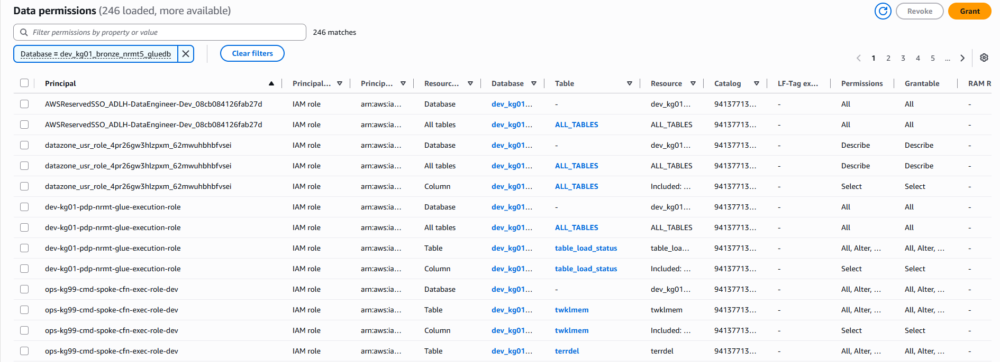 Data permissions (246 loaded, more available)
Revoke
Grant
Filter permissions by property or value
246 matches
Database = dev_kg01_bronze_nrmt5_gluedb
Clear filters
1 2 3 4 5 ...
Principal Principal... Princip... Resourc... Database Table Resource Catalog LF-Tag ex... Permissions Grantable RAM R
AWSReservedSSO_ADLH-DataEngineer-Dev_08cb084126fab27d IAM role arn:aws:ia... Database dev_kg01... - dev_kg01... 94137713... - All All -
AWSReservedSSO_ADLH-DataEngineer-Dev_08cb084126fab27d IAM role arn:aws:ia... All tables dev_kg01... ALL_TABLES ALL_TABLES 94137713... - All All -
datazone_usr_role_4pr26gw3hlzpxm_62mwuhbhbfvsei IAM role arn:aws:ia... Database dev_kg01... - dev_kg01... 94137713... - Describe Describe -
datazone_usr_role_4pr26gw3hlzpxm_62mwuhbhbfvsei IAM role arn:aws:ia... All tables dev_kg01... ALL_TABLES ALL_TABLES 94137713... - Describe Describe -
datazone_usr_role_4pr26gw3hlzpxm_62mwuhbhbfvsei IAM role arn:aws:ia... Column dev_kg01... ALL_TABLES Included: ... 94137713... - Select Select -
dev-kg01-pdp-nrmt-glue-execution-role IAM role arn:aws:ia... Database dev_kg01... - dev_kg01... 94137713... - All All -
dev-kg01-pdp-nrmt-glue-execution-role IAM role arn:aws:ia... All tables dev_kg01... ALL_TABLES ALL_TABLES 94137713... - All All -
dev-kg01-pdp-nrmt-glue-execution-role IAM role arn:aws:ia... Table dev_kg01... table_load_status table_loa... 94137713... - All, Alter, ... All, Alter, ... -
dev-kg01-pdp-nrmt-glue-execution-role IAM role arn:aws:ia... Column dev_kg01... table_load_status Included: ... 94137713... - Select Select -
ops-kg99-cmd-spoke-cfn-exec-role-dev IAM role arn:aws:ia... Database dev_kg01... - dev_kg01... 94137713... - All, Alter, ... All, Alter, ... -
ops-kg99-cmd-spoke-cfn-exec-role-dev IAM role arn:aws:ia... Table dev_kg01... twklmem twklmem 94137713... - All, Alter, ... All, Alter, ... -
ops-kg99-cmd-spoke-cfn-exec-role-dev IAM role arn:aws:ia... Column dev_kg01... twklmem Included: ... 94137713... - Select Select -
ops-kg99-cmd-spoke-cfn-exec-role-dev IAM role arn:aws:ia... Table dev_kg01... terrdel terrdel 94137713... - All, Alter, ... All, Alter, ... -